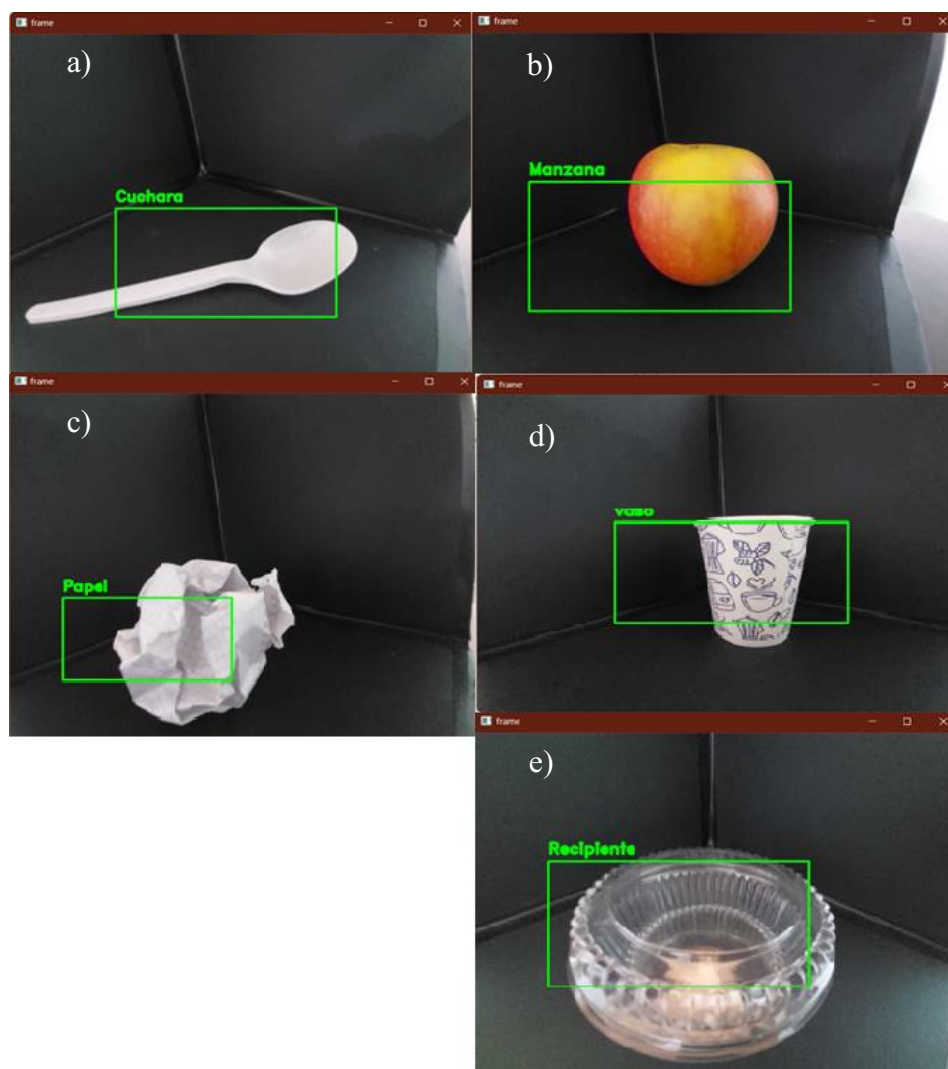 frame
frame
a)
b)
Cuchara
Manzana
frame
frame
c)
d)
Vaso
Papel
frame
e)
Recipiente